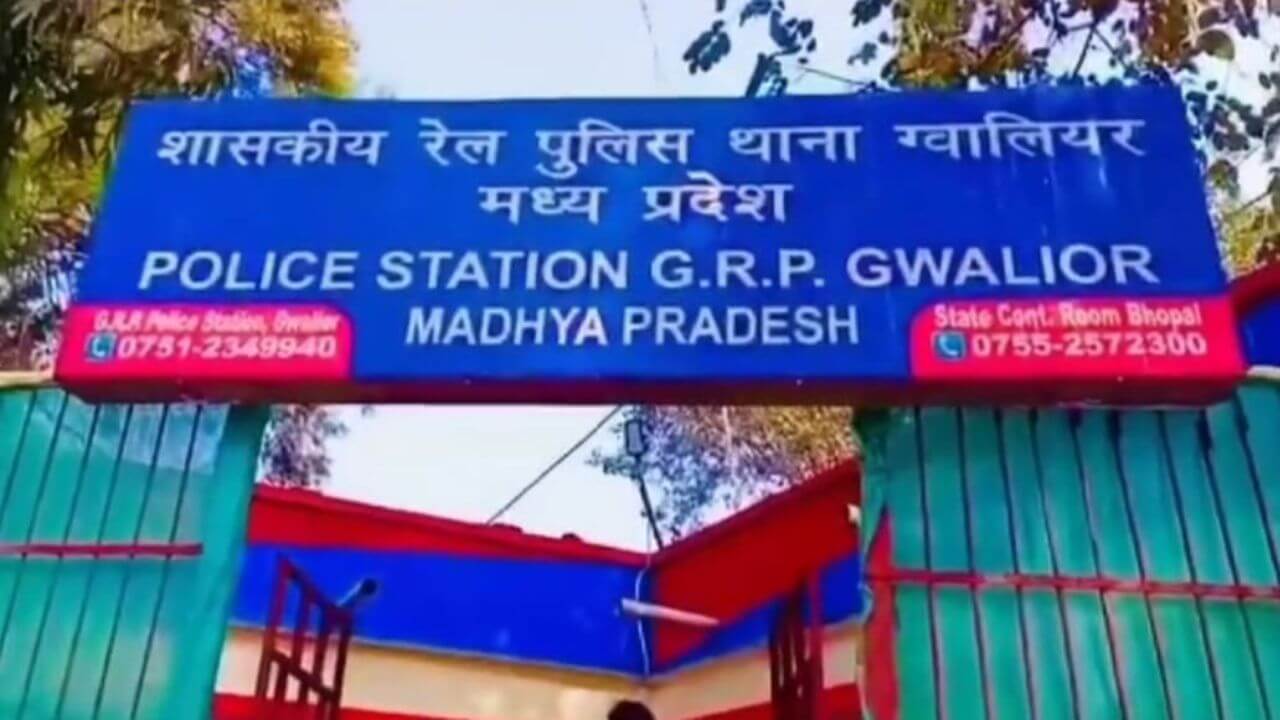 शासकीय रेल पुलिस थाना ग्वालियर
मध्य प्रदेश
POLICE STATION G.R.P. GWALIOR
MADHYA PRADESH
G.R.P Police Station, Gwalior
0751-2349940
State Cont. Room Bhopal
0755-2572300